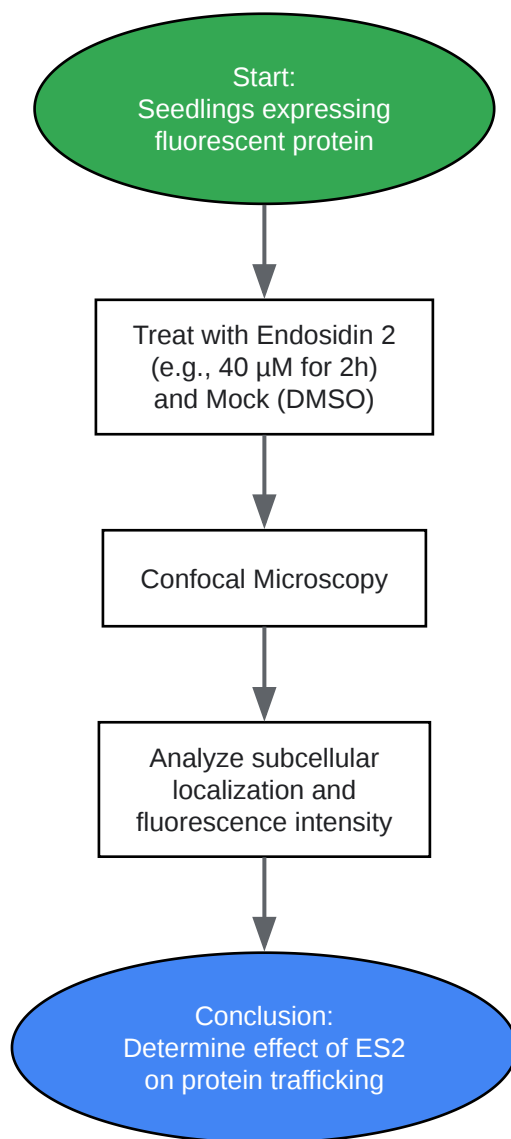 Start:
Seedlings expressing
fluorescent protein
Treat with Endosidin 2
(e.g., 40 µM for 2h)
and Mock (DMSO)
Confocal Microscopy
Analyze subcellular
localization and
fluorescence intensity
Conclusion:
Determine effect of ES2
on protein trafficking